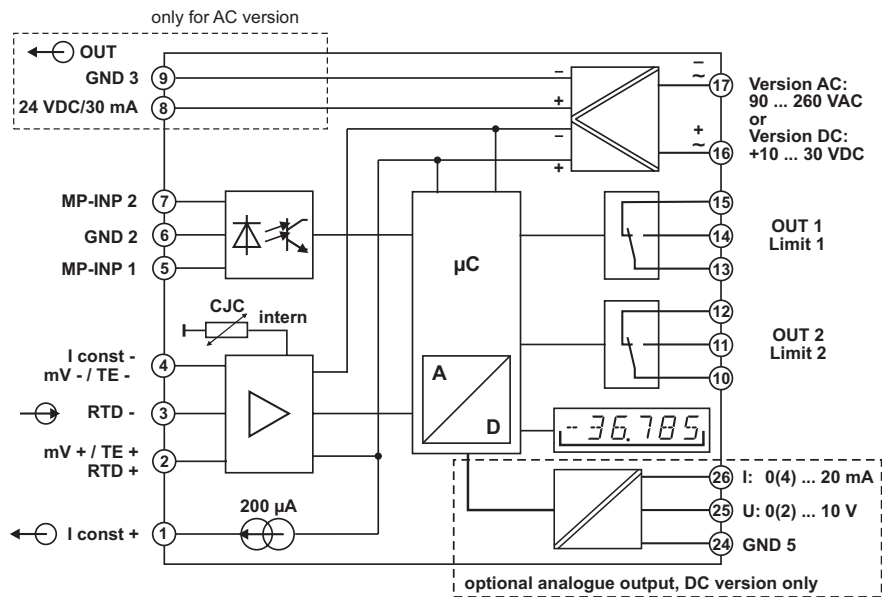 only for AC version
OUT
GND 3
9
24 VDC/30 mA
8
−
+
−
+
−
~
17
+
~
16
Version AC:
90 ... 260 VAC
or
Version DC:
+10 ... 30 VDC
MP-INP 2
7
GND 2
6
MP-INP 1
5
µC
15
14
13
OUT 1
Limit 1
CJC
intern
12
11
10
OUT 2
Limit 2
I const -
mV - / TE -
4
RTD -
3
mV + / TE +
RTD +
2
A
D
-36.785
200 µA
I const +
1
26
I: 0(4) ... 20 mA
25
U: 0(2) ... 10 V
24
GND 5
optional analogue output, DC version only